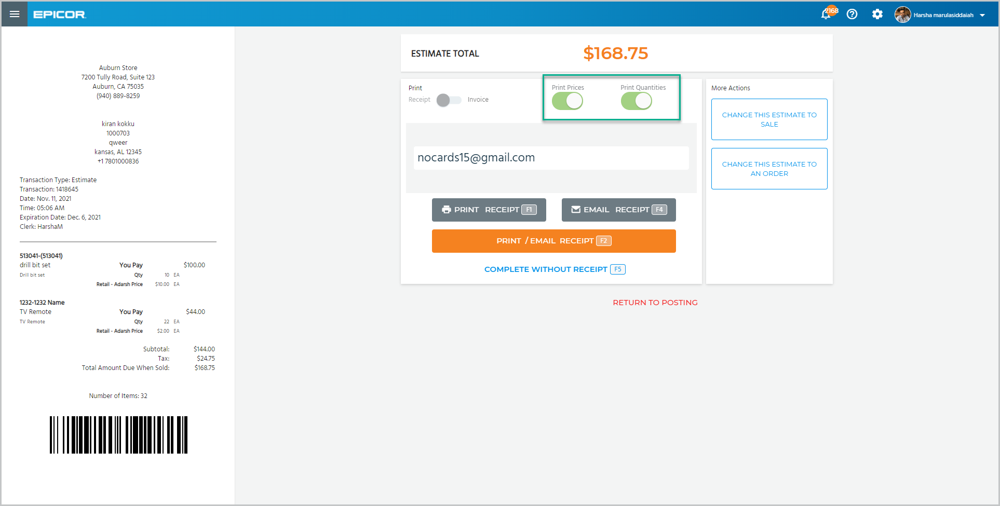 EPICOR.
2168
Harsha marulasiddaiah
Auburn Store
7200 Tully Road, Suite 123
Auburn, CA 75035
(940) 889-8259
kiran kokku
1000703
qweer
kansas, AL 12345
+1 7801000836
Transaction Type: Estimate
Transaction: 1418645
Date: Nov. 11, 2021
Time: 05:06 AM
Expiration Date: Dec. 6, 2021
Clerk: HarshaM
513041-(513041)
drill bit set You Pay $100.00
Drill bit set Qty 10 EA
Retail - Adarsh Price $10.00 EA
1232-1232 Name
TV Remote You Pay $44.00
TV Remote Qty 22 EA
Retail - Adarsh Price $2.00 EA
Subtotal: $144.00
Tax: $24.75
Total Amount Due When Sold: $168.75
Number of Items: 32
ESTIMATE TOTAL $168.75
Print
Receipt Invoice
Print Prices Print Quantities
nocards15@gmail.com
PRINT RECEIPT F1
EMAIL RECEIPT F4
PRINT / EMAIL RECEIPT F2
COMPLETE WITHOUT RECEIPT F5
More Actions
CHANGE THIS ESTIMATE TO
SALE
CHANGE THIS ESTIMATE TO
AN ORDER
RETURN TO POSTING